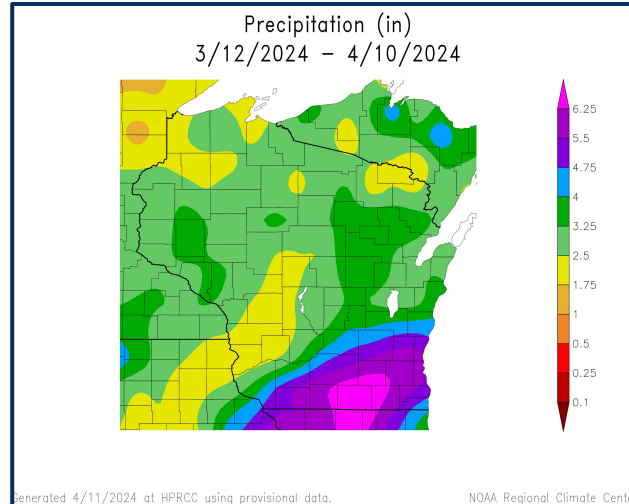 Precipitation (in)
3/12/2024 – 4/10/2024
6.25
5.5
4.75
4
3.25
2.5
1.75
1
0.5
0.25
0.1
Generated 4/11/2024 at HPRCC using provisional data.
NOAA Regional Climate Cente